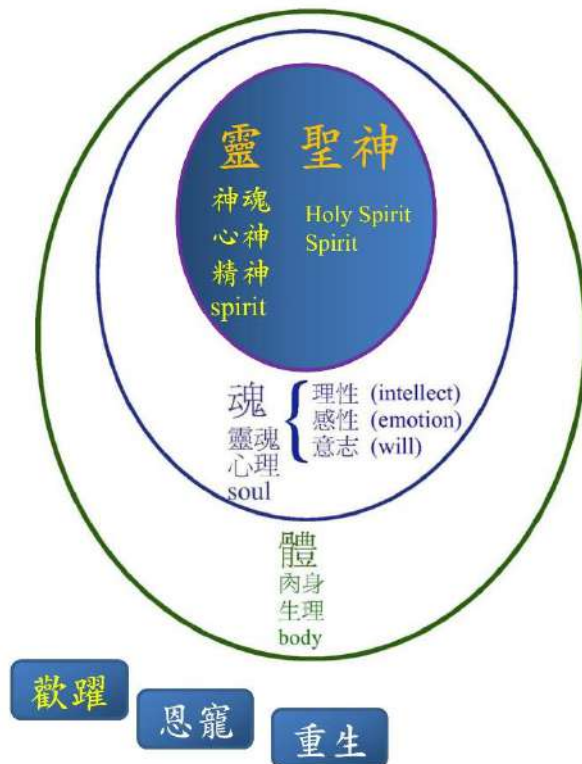 靈 聖神
神魂
心神
精神
spirit
Holy Spirit
Spirit
魂
靈魂
心理
soul
理性 (intellect)
感性 (emotion)
意志 (will)
體
肉身
生理
body
歡躍
恩寵
重生